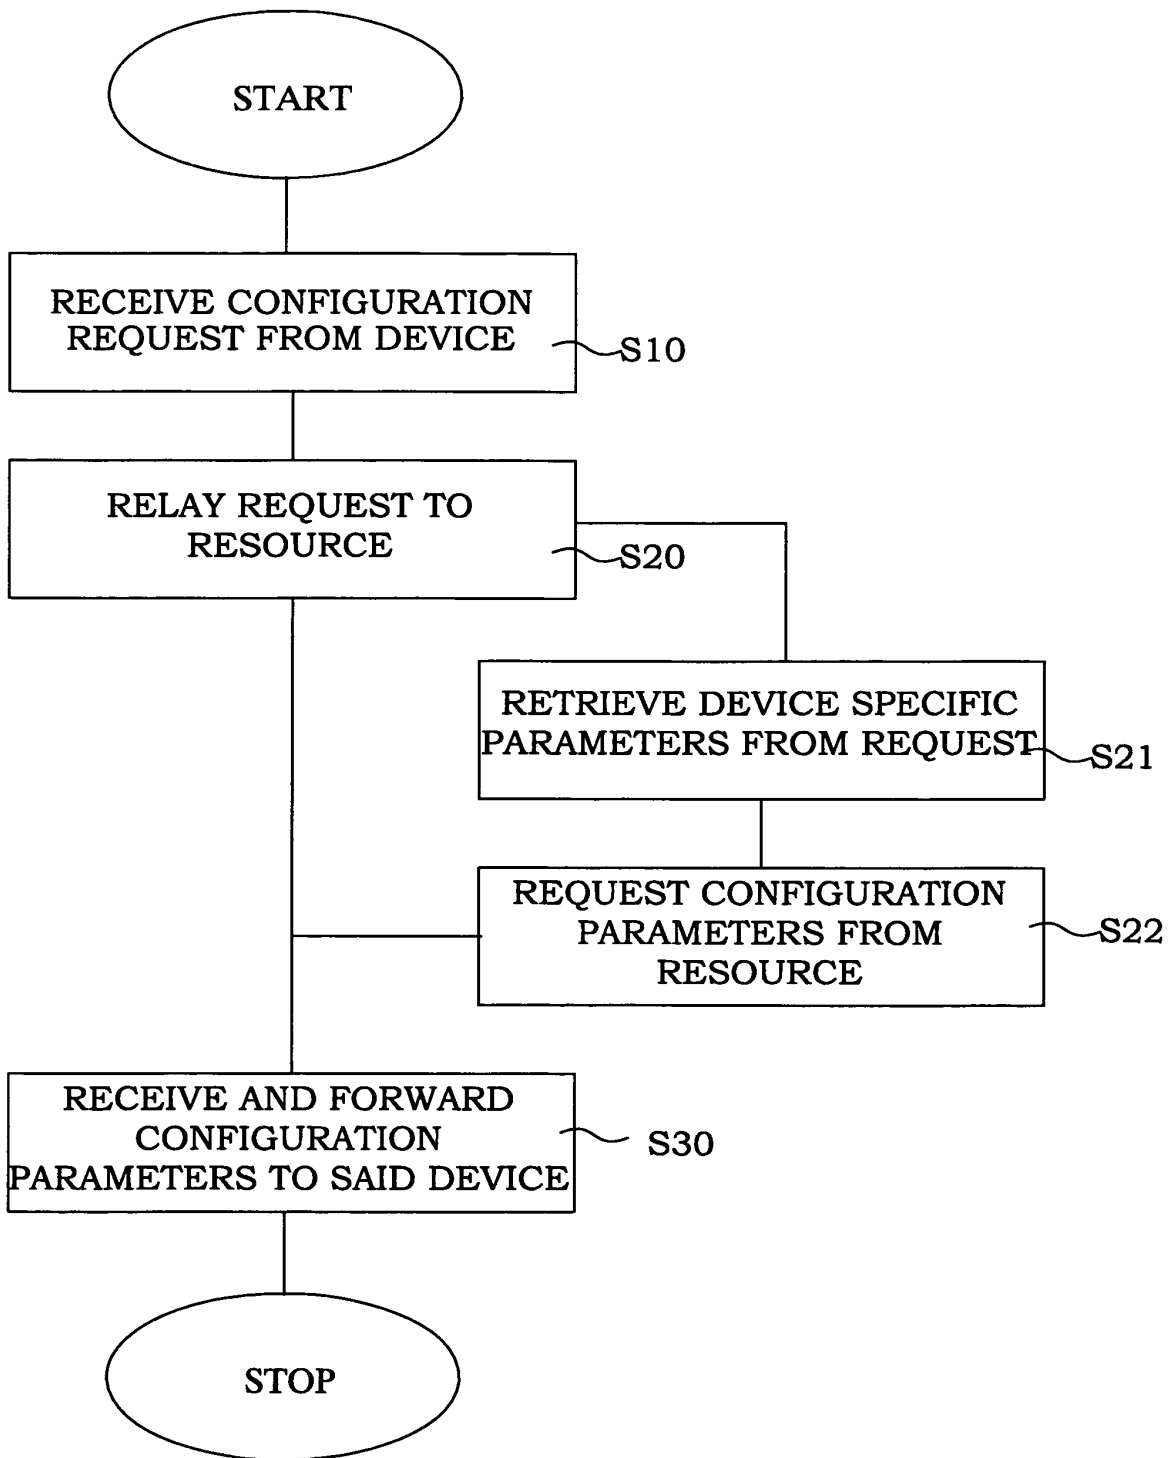 START
RECEIVE CONFIGURATION
REQUEST FROM DEVICE
S10
RELAY REQUEST TO
RESOURCE
S20
RETRIEVE DEVICE SPECIFIC
PARAMETERS FROM REQUEST
S21
REQUEST CONFIGURATION
PARAMETERS FROM
RESOURCE
S22
RECEIVE AND FORWARD
CONFIGURATION
PARAMETERS TO SAID DEVICE
S30
STOP